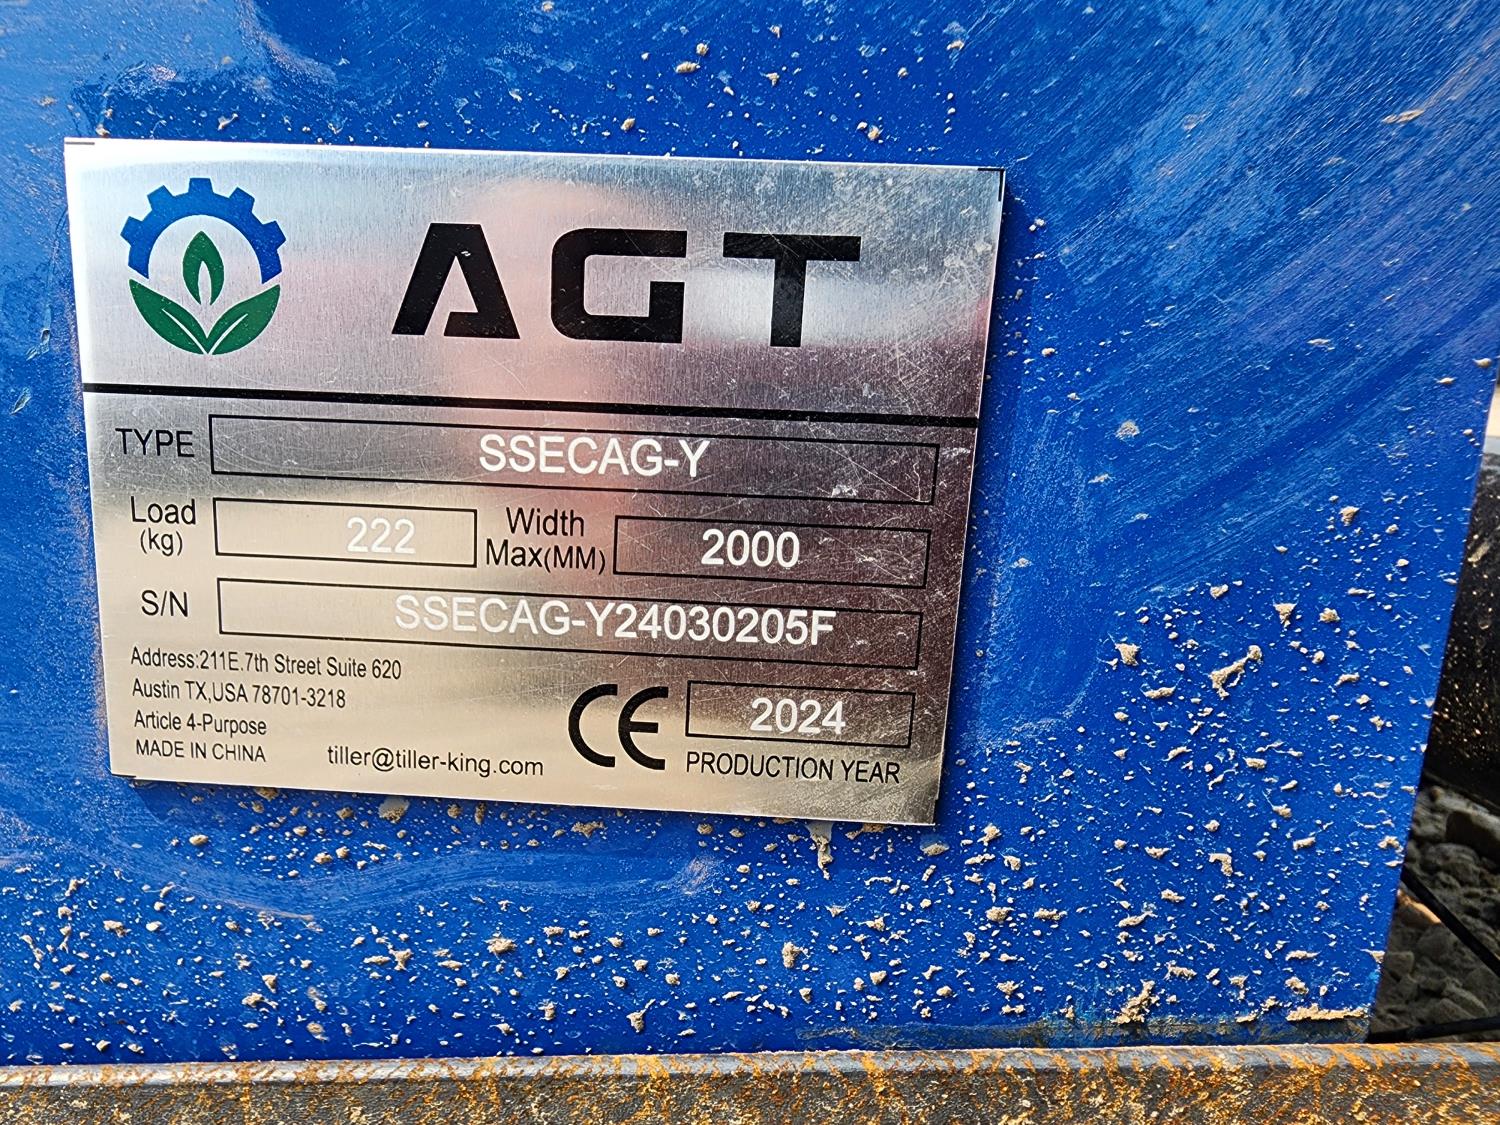 AGT
TYPE SSECAG-Y
Load (kg) 222 Width Max(MM) 2000
S/N SSECAG-Y24030205F
Address:211E.7th Street Suite 620
Austin TX,USA 78701-3218
Article 4-Purpose
MADE IN CHINA tiller@tiller-king.com
CE 2024
PRODUCTION YEAR